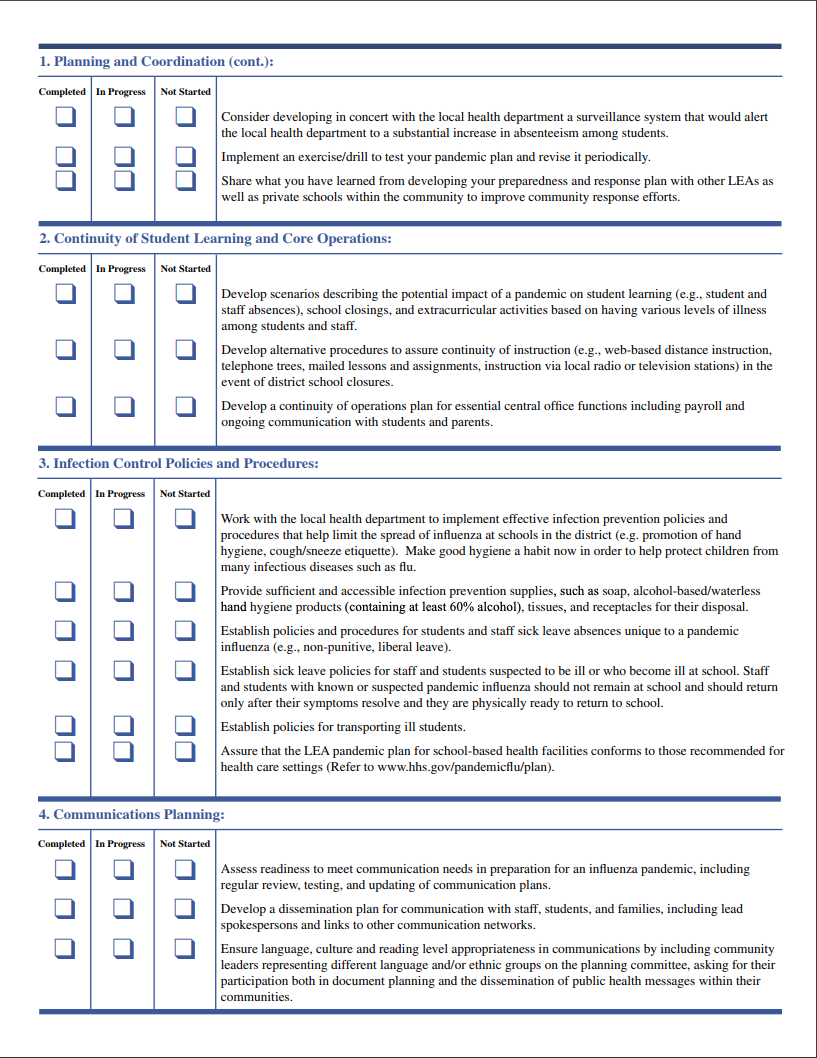 1. Planning and Coordination (cont.):
Completed In Progress Not Started
Consider developing in concert with the local health department a surveillance system that would alert
the local health department to a substantial increase in absenteeism among students.
Implement an exercise/drill to test your pandemic plan and revise it periodically.
Share what you have learned from developing your preparedness and response plan with other LEAs as
well as private schools within the community to improve community response efforts.
2. Continuity of Student Learning and Core Operations:
Completed In Progress Not Started
Develop scenarios describing the potential impact of a pandemic on student learning (e.g., student and
staff absences), school closings, and extracurricular activities based on having various levels of illness
among students and staff.
Develop alternative procedures to assure continuity of instruction (e.g., web-based distance instruction,
telephone trees, mailed lessons and assignments, instruction via local radio or television stations) in the
event of district school closures.
Develop a continuity of operations plan for essential central office functions including payroll and
ongoing communication with students and parents.
3. Infection Control Policies and Procedures:
Completed In Progress Not Started
Work with the local health department to implement effective infection prevention policies and
procedures that help limit the spread of influenza at schools in the district (e.g. promotion of hand
hygiene, cough/sneeze etiquette).  Make good hygiene a habit now in order to help protect children from
many infectious diseases such as flu.
Provide sufficient and accessible infection prevention supplies, such as soap, alcohol-based/waterless
hand hygiene products (containing at least 60% alcohol), tissues, and receptacles for their disposal.
Establish policies and procedures for students and staff sick leave absences unique to a pandemic
influenza (e.g., non-punitive, liberal leave).
Establish sick leave policies for staff and students suspected to be ill or who become ill at school. Staff
and students with known or suspected pandemic influenza should not remain at school and should return
only after their symptoms resolve and they are physically ready to return to school.
Establish policies for transporting ill students.
Assure that the LEA pandemic plan for school-based health facilities conforms to those recommended for
health care settings (Refer to www.hhs.gov/pandemicflu/plan).
4. Communications Planning:
Completed In Progress Not Started
Assess readiness to meet communication needs in preparation for an influenza pandemic, including
regular review, testing, and updating of communication plans.
Develop a dissemination plan for communication with staff, students, and families, including lead
spokespersons and links to other communication networks.
Ensure language, culture and reading level appropriateness in communications by including community
leaders representing different language and/or ethnic groups on the planning committee, asking for their
participation both in document planning and the dissemination of public health messages within their
communities.